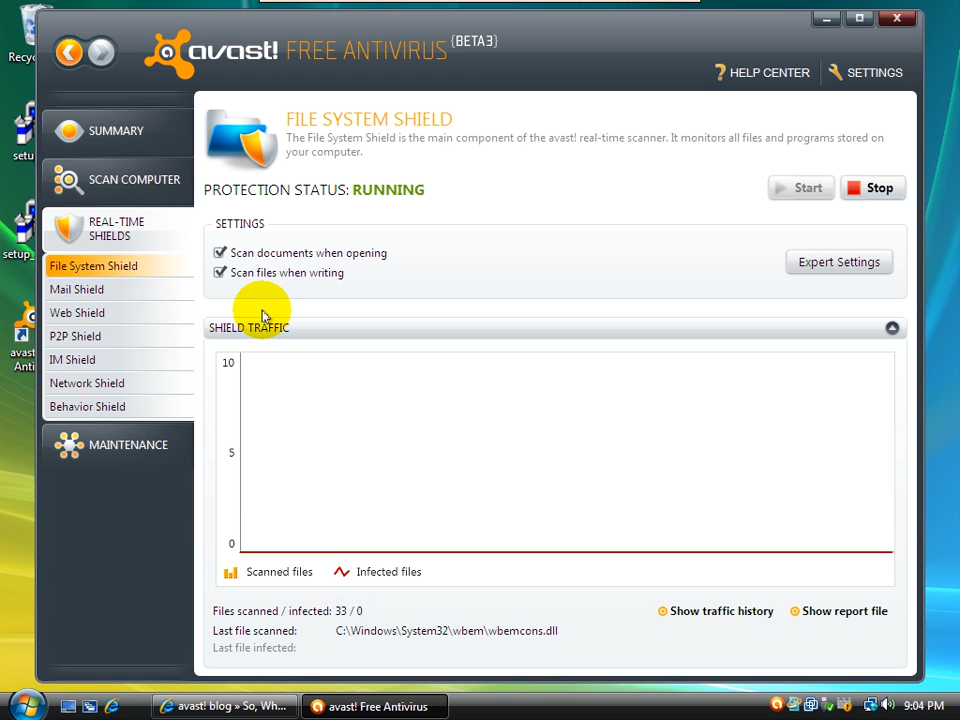 Recyc
setu
setup_
avast
Anti
avast! FREE ANTIVIRUS {BETA3}
HELP CENTER
SETTINGS
SUMMARY
SCAN COMPUTER
REAL-TIME
SHIELDS
File System Shield
Mail Shield
Web Shield
P2P Shield
IM Shield
Network Shield
Behavior Shield
MAINTENANCE
FILE SYSTEM SHIELD
The File System Shield is the main component of the avast! real-time scanner. It monitors all files and programs stored on
your computer.
PROTECTION STATUS: RUNNING
Start
Stop
SETTINGS
Scan documents when opening
Scan files when writing
Expert Settings
SHIELD TRAFFIC
10
5
0
Scanned files
Infected files
Files scanned / infected: 33 / 0
Show traffic history
Show report file
Last file scanned: C:\Windows\System32\wbem\wbemcons.dll
Last file infected:
avast! blog » So, Wh...
avast! Free Antivirus
9:04 PM